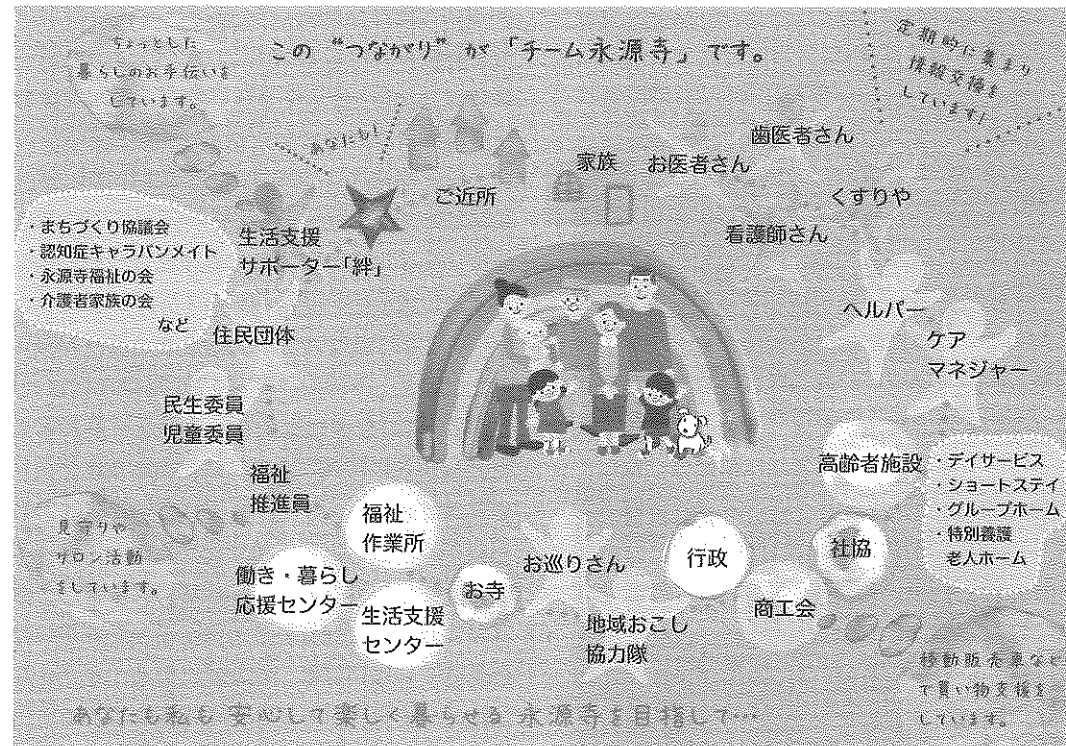 この“つながり”が「チーム永源寺」です。
ちょっとした
暮らしのお手伝いを
しています。
定期的に集まり
情報交換を
しています!
あなたも!
ご近所
家族
お医者さん
歯医者さん
くすりや
看護師さん
ヘルパー
ケア
マネジャー
生活支援
サポーター「絆」
・まちづくり協議会
・認知症キャラバンメイト
・永源寺福祉の会
・介護者家族の会
など
住民団体
民生委員
児童委員
福祉
推進員
見守りや
サロン活動
をしています。
福祉
作業所
働き・暮らし
応援センター
生活支援
センター
お寺
お巡りさん
地域おこし
協力隊
行政
商工会
社協
高齢者施設
・デイサービス
・ショートステイ
・グループホーム
・特別養護
老人ホーム
移動販売車など
で買い物支援を
しています。
あなたも私も 安心して楽しく暮らせる 永源寺を目指して…